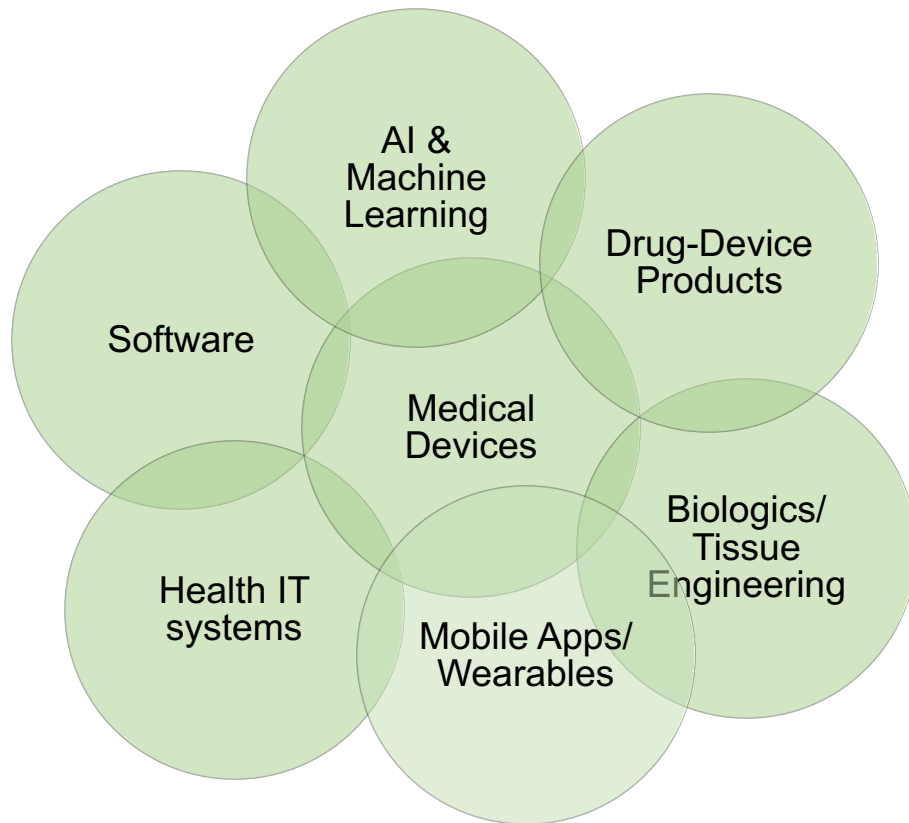 AI &
Machine
Learning
Drug-Device
Products
Software
Medical
Devices
Biologics/
Tissue
Engineering
Health IT
systems
Mobile Apps/
Wearables